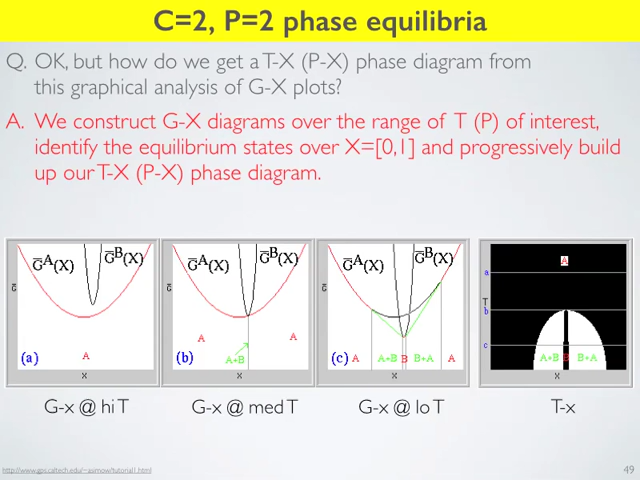 C=2, P=2 phase equilibria
Q. OK, but how do we get a T-X (P-X) phase diagram from
this graphical analysis of G-X plots?
A. We construct G-X diagrams over the range of T (P) of interest,
identify the equilibrium states over X=[0,1] and progressively build
up our T-X (P-X) phase diagram.
G̅ᴬ(X) G̅ᴮ(X)
G̅
(a) A
X
G̅ᴬ(X) G̅ᴮ(X)
G̅
A A
(b) A+B
X
G̅ᴬ(X) G̅ᴮ(X)
G̅
(c) A A+B B B+A A
X
A
a
T
b
c
A+B B B+A
X
G-x @ hi T
G-x @ med T
G-x @ lo T
T-x
http://www.gps.caltech.edu/~asimow/tutorial1.html
49